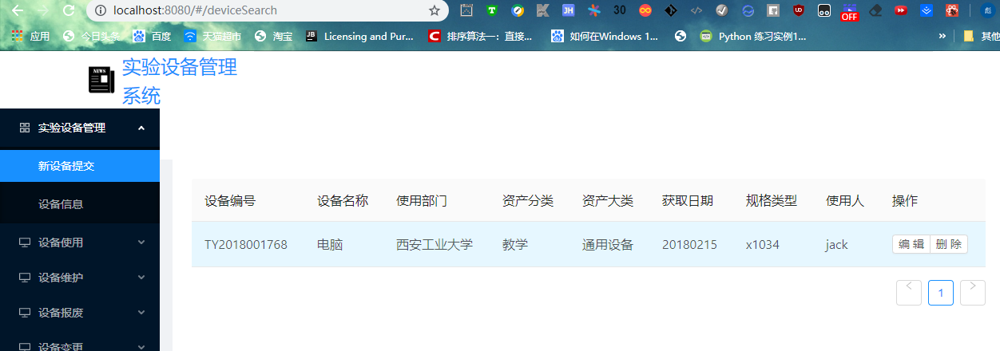 localhost:8080/#/deviceSearch
JH
30
UD
OFF
彪
应用
今日头条
百度
天猫超市
淘宝
JB
Licensing and Pur...
C
排序算法一：直接...
如何在Windows 1...
Python 练习实例1...
»
其他
NEWS
实验设备管理
系统
实验设备管理
新设备提交
设备信息
设备使用
设备维护
设备报废
设备变更
设备编号 设备名称 使用部门 资产分类 资产大类 获取日期 规格类型 使用人 操作
TY2018001768 电脑 西安工业大学 教学 通用设备 20180215 x1034 jack 编 辑 删 除
< 1 >